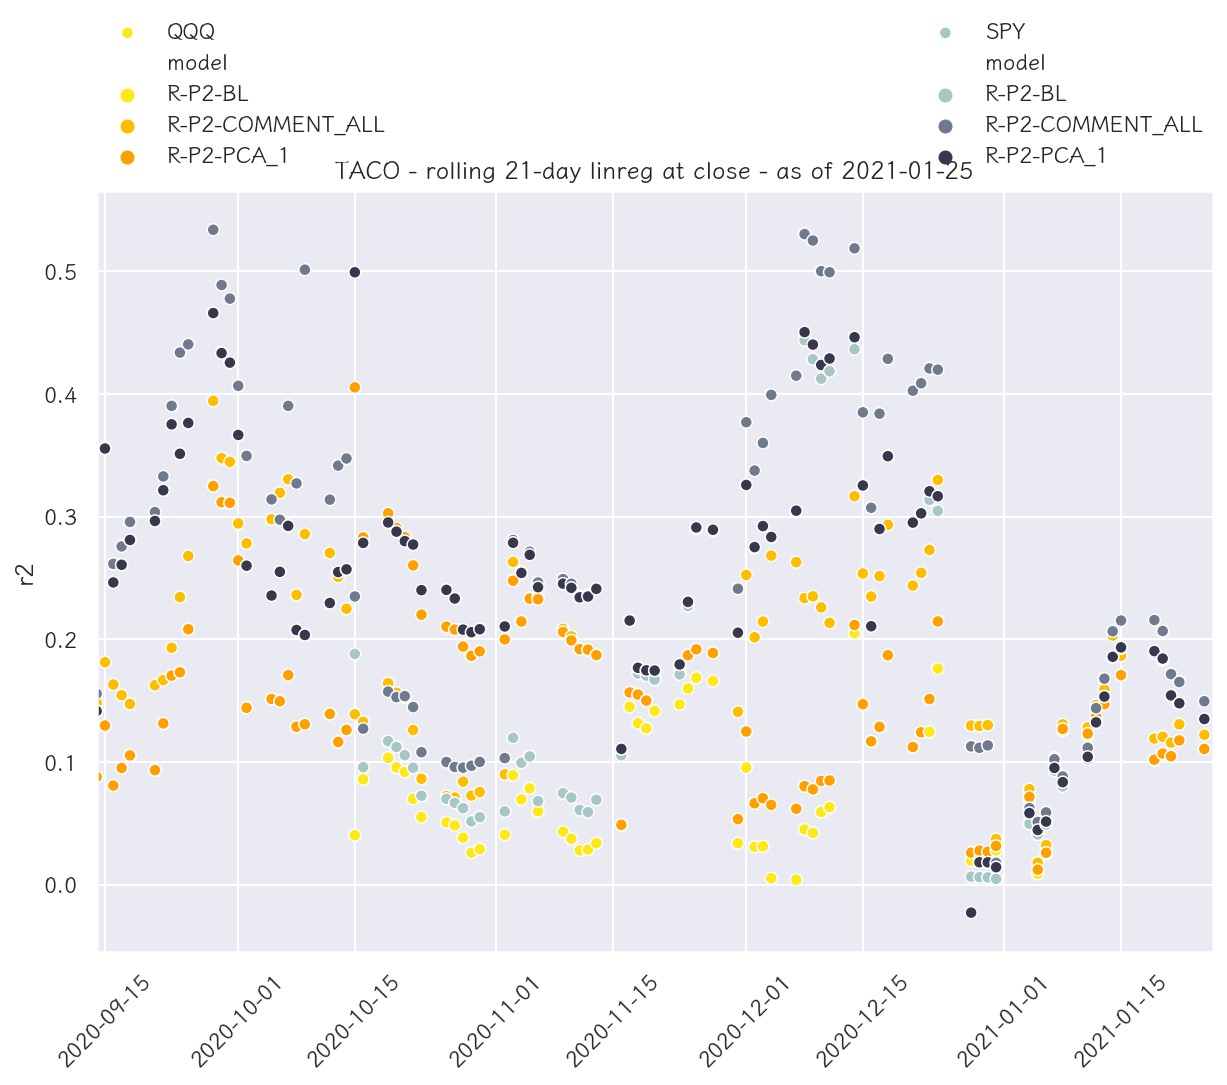 QQQ
model
R-P2-BL
R-P2-COMMENT_ALL
R-P2-PCA_1
SPY
model
R-P2-BL
R-P2-COMMENT_ALL
R-P2-PCA_1
TACO - rolling 21-day linreg at close - as of 2021-01-25
r2
0.5
0.4
0.3
0.2
0.1
0.0
2020-09-15
2020-10-01
2020-10-15
2020-11-01
2020-11-15
2020-12-01
2020-12-15
2021-01-01
2021-01-15